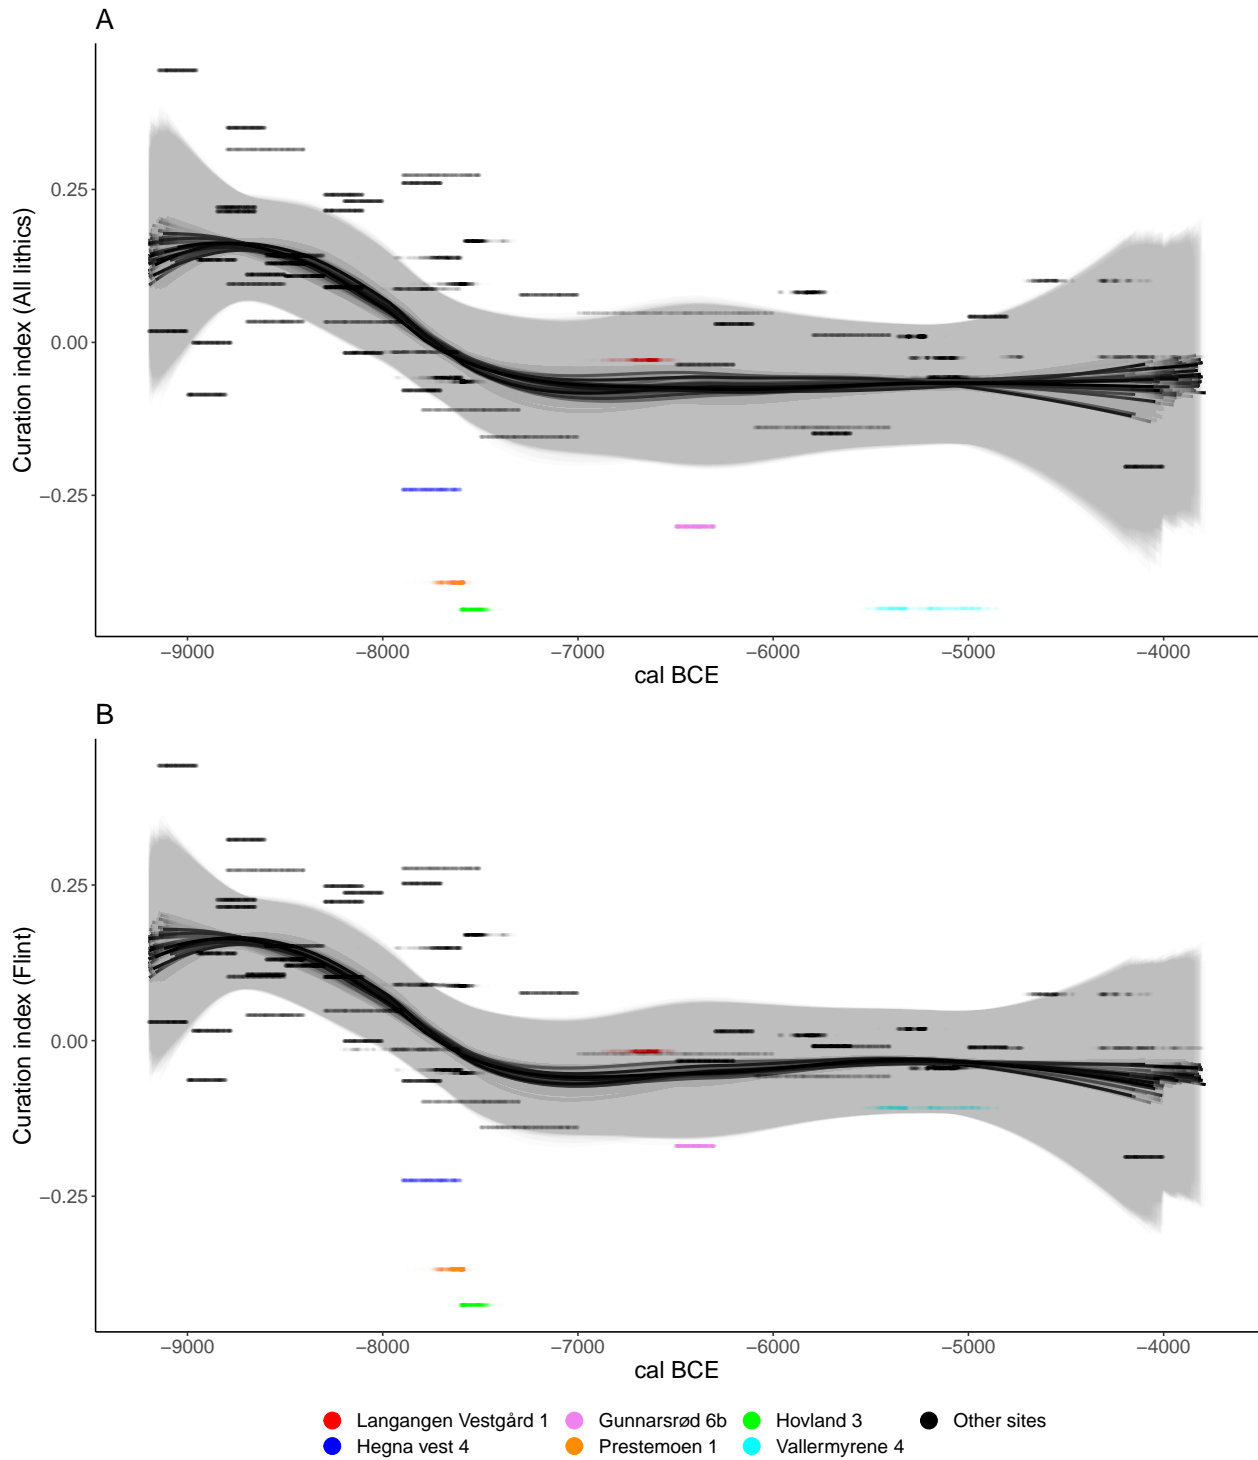 A
Curation index (All lithics)
0.25
0.00
−0.25
−9000 −8000 −7000 −6000 −5000 −4000
cal BCE
B
Curation index (Flint)
0.25
0.00
−0.25
−9000 −8000 −7000 −6000 −5000 −4000
cal BCE
Langangen Vestgård 1 Gunnarsrød 6b Hovland 3 Other sites
Hegna vest 4 Prestemoen 1 Vallermyrene 4